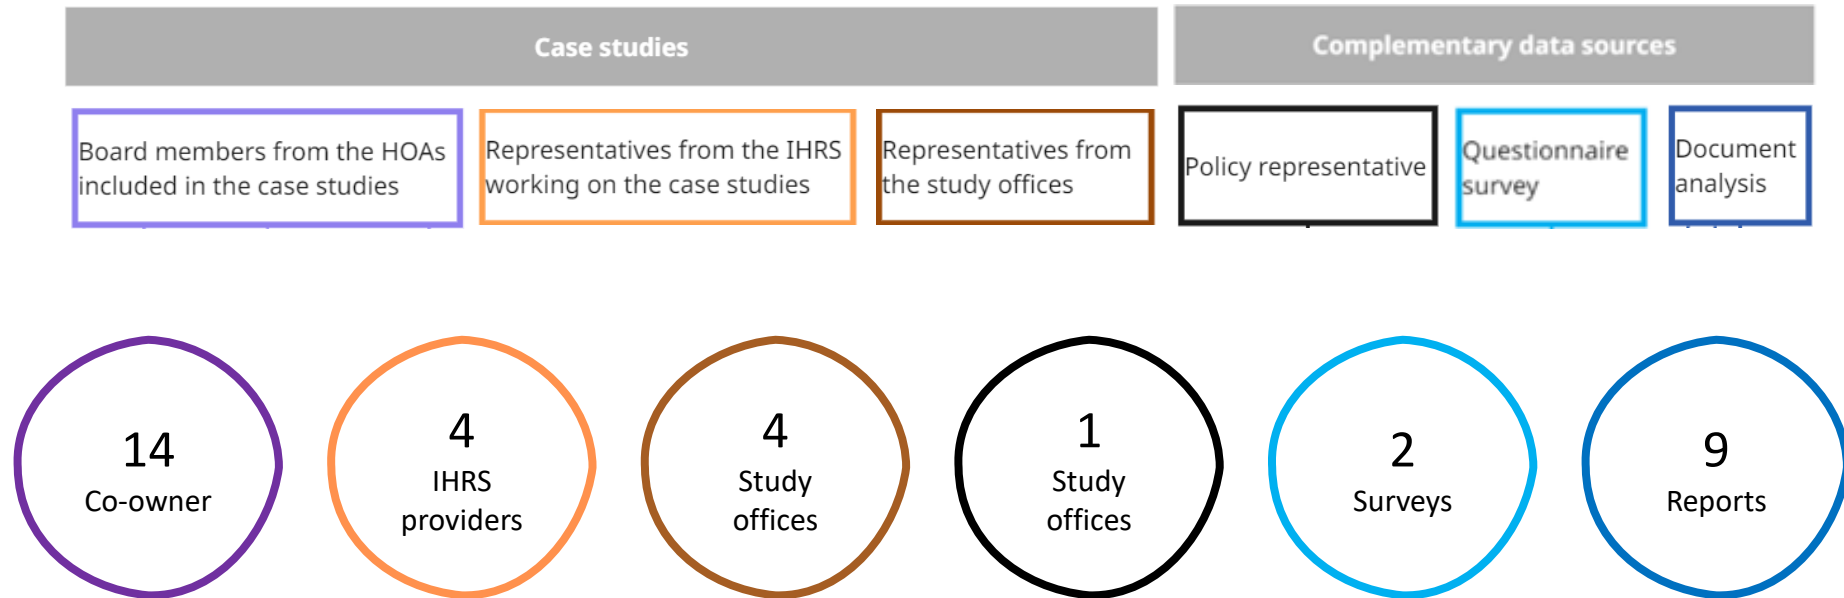 Case studies
Complementary data sources
Board members from the HOAs
included in the case studies
Representatives from the IHRS
working on the case studies
Representatives from
the study offices
Policy representative
Questionnaire
survey
Document
analysis
14
Co-owner
4
IHRS
providers
4
Study
offices
1
Study
offices
2
Surveys
9
Reports